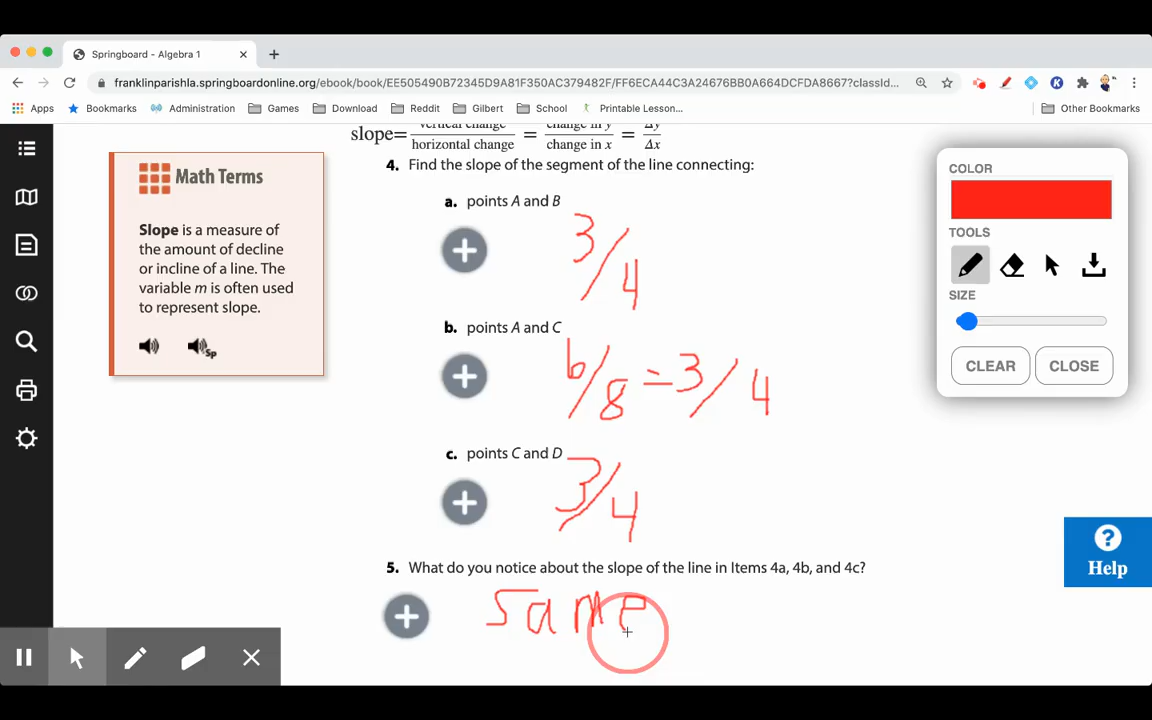 Springboard - Algebra 1
franklinparishla.springboardonline.org/ebook/book/EE505490B72345D9A81F350AC379482F/FF6ECA44C3A24676BB0A664DCFDA8667?classId...
Apps Bookmarks Administration Games Download Reddit Gilbert School Printable Lesson... Other Bookmarks
slope= vertical change / horizontal change = change in y / change in x = Δy / Δx
4. Find the slope of the segment of the line connecting:
a. points A and B
3/4
b. points A and C
6/8 = 3/4
c. points C and D
3/4
5. What do you notice about the slope of the line in Items 4a, 4b, and 4c?
same
Math Terms
Slope is a measure of
the amount of decline
or incline of a line. The
variable m is often used
to represent slope.
Sp
COLOR
TOOLS
SIZE
CLEAR CLOSE
?
Help